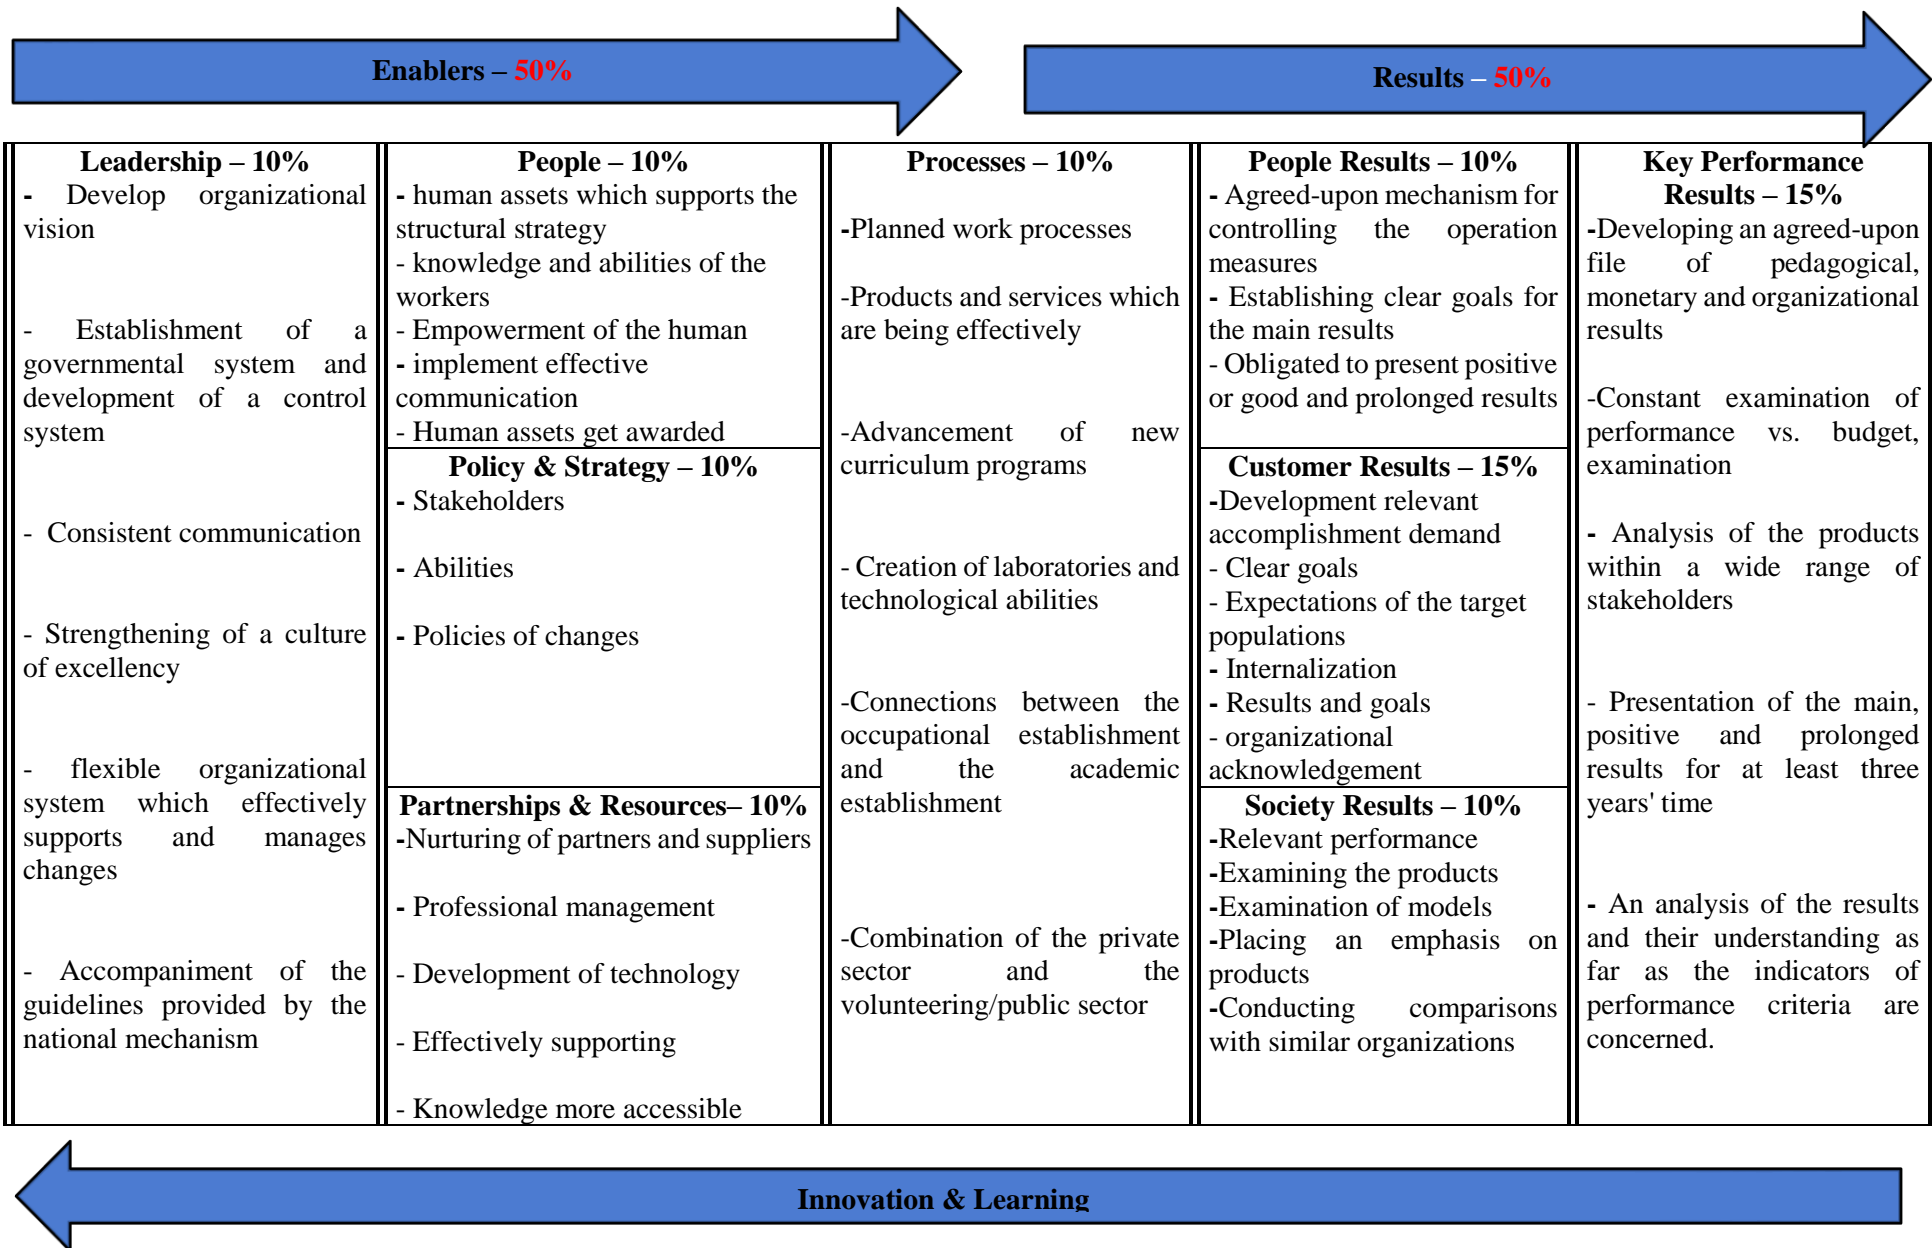 Enablers – 50%
Results – 50%
Leadership – 10%
- Develop organizational
vision
- Establishment of a
governmental system and
development of a control
system
- Consistent communication
- Strengthening of a culture
of excellency
- flexible organizational
system which effectively
supports and manages
changes
- Accompaniment of the
guidelines provided by the
national mechanism
People – 10%
- human assets which supports the
structural strategy
- knowledge and abilities of the
workers
- Empowerment of the human
- implement effective
communication
- Human assets get awarded
Policy & Strategy – 10%
- Stakeholders
- Abilities
- Policies of changes
Partnerships & Resources– 10%
-Nurturing of partners and suppliers
- Professional management
- Development of technology
- Effectively supporting
- Knowledge more accessible
Processes – 10%
-Planned work processes
-Products and services which
are being effectively
-Advancement of new
curriculum programs
- Creation of laboratories and
technological abilities
-Connections between the
occupational establishment
and the academic
establishment
-Combination of the private
sector and the
volunteering/public sector
People Results – 10%
- Agreed-upon mechanism for
controlling the operation
measures
- Establishing clear goals for
the main results
- Obligated to present positive
or good and prolonged results
Customer Results – 15%
-Development relevant
accomplishment demand
- Clear goals
- Expectations of the target
populations
- Internalization
- Results and goals
- organizational
acknowledgement
Society Results – 10%
-Relevant performance
-Examining the products
-Examination of models
-Placing an emphasis on
products
-Conducting comparisons
with similar organizations
Key Performance
Results – 15%
-Developing an agreed-upon
file of pedagogical,
monetary and organizational
results
-Constant examination of
performance vs. budget,
examination
- Analysis of the products
within a wide range of
stakeholders
- Presentation of the main,
positive and prolonged
results for at least three
years' time
- An analysis of the results
and their understanding as
far as the indicators of
performance criteria are
concerned.
Innovation & Learning